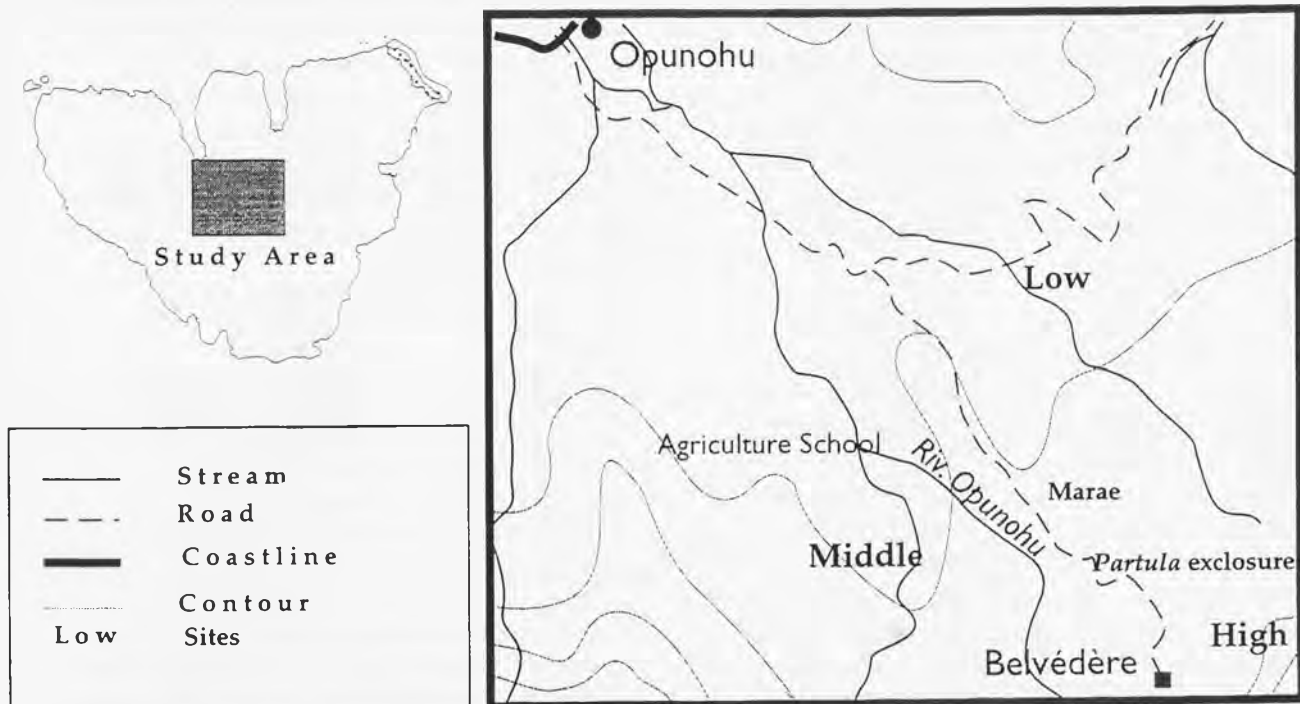 Study Area
Stream
Road
Coastline
Contour
Low Sites
Opunohu
Low
Agriculture School
Riv. Opunohu
Marae
Middle
Partula exclosure
High
Belvédère